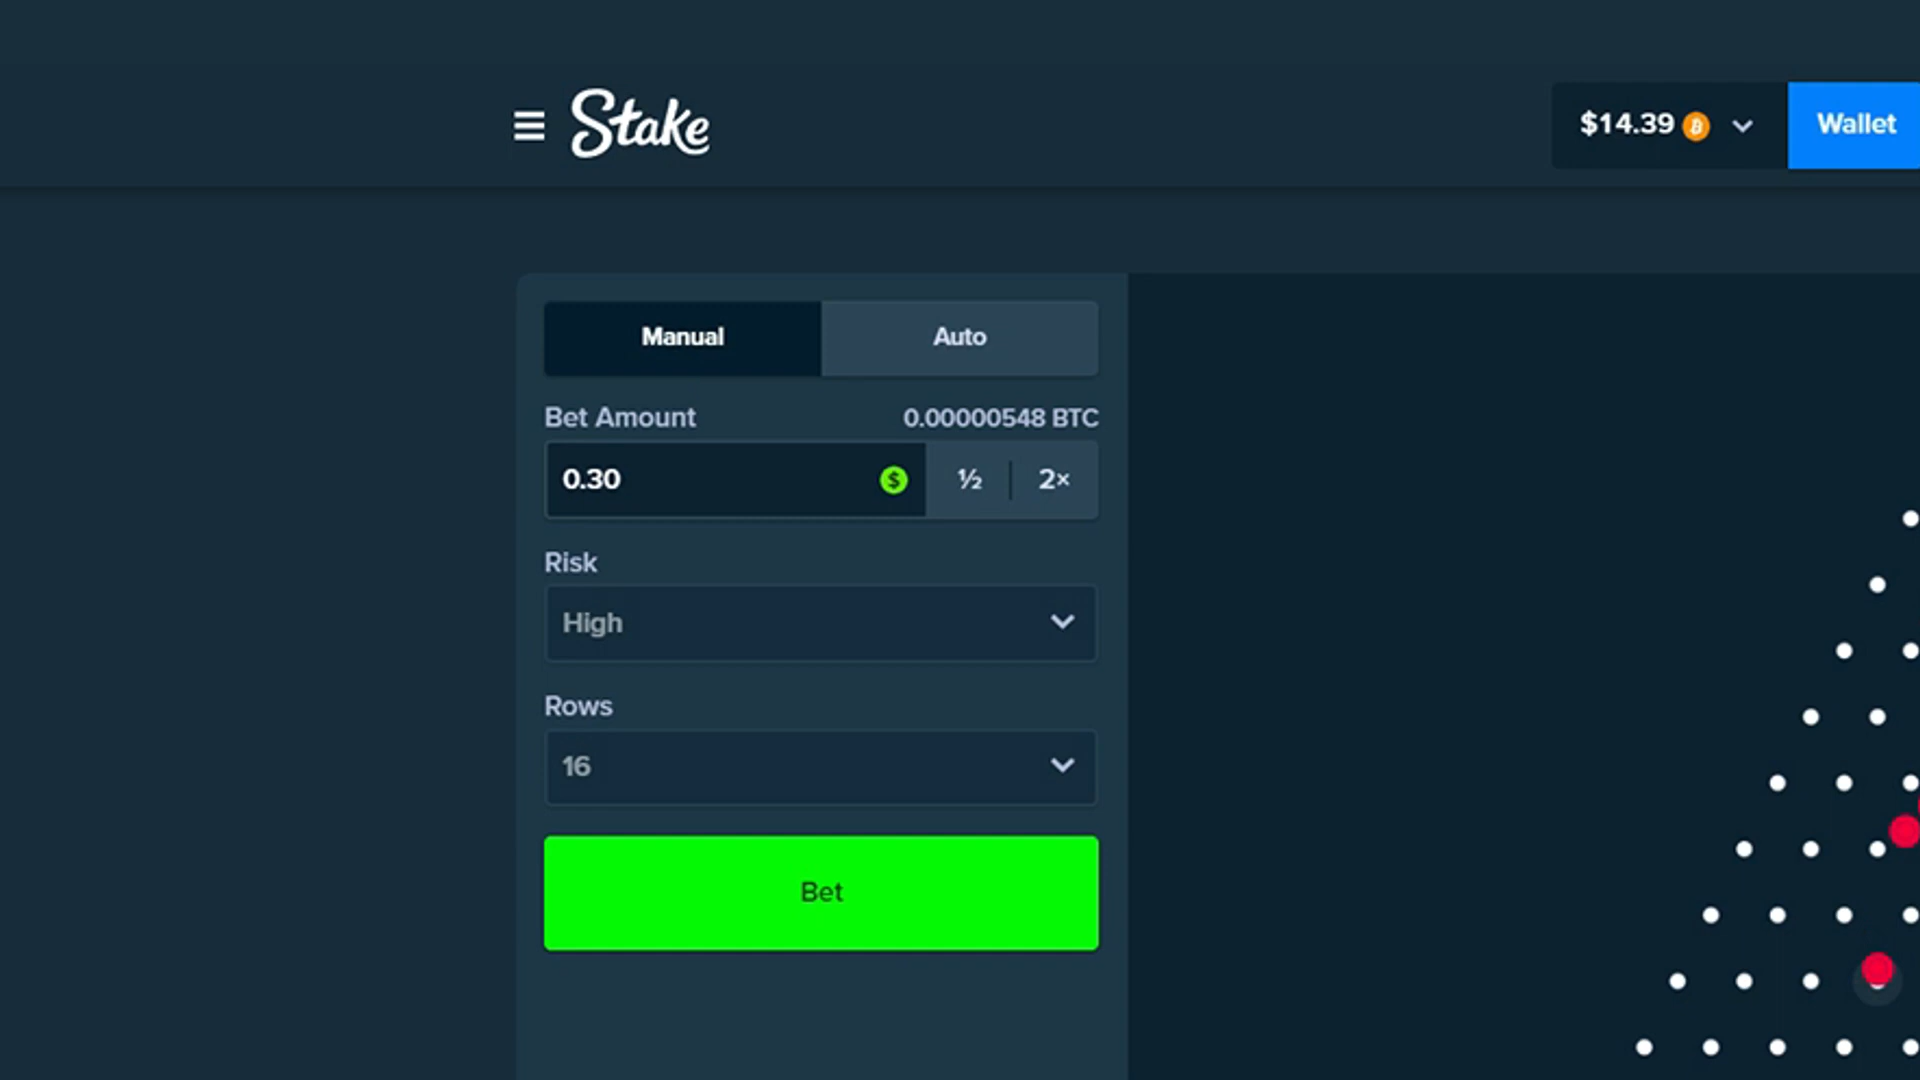 Stake
$14.39
Wallet
Manual
Auto
Bet Amount
0.00000548 BTC
0.30
½
2×
Risk
High
Rows
16
Bet